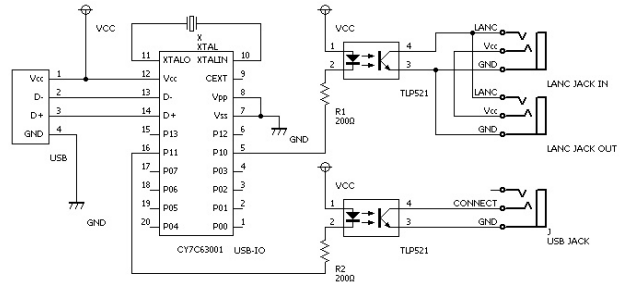 VCC
X
XTAL
11 XTALO XTALIN 10
Vcc 1 12 Vcc CEXT 9
D- 2 13 D- Vpp 8
D+ 3 14 D+ Vss 7
GND 4 15 P13 P12 6
16 P11 P10 5
17 P07 P03 4
18 P06 P02 3
19 P05 P01 2
20 P04 P00 1
USB
GND
GND
CY7C63001 USB-IO
VCC
1 4
2 3
TLP521
R1
200Ω
LANC
Vcc
GND
LANC JACK IN
LANC
Vcc
GND
LANC JACK OUT
VCC
1 4 CONNECT
2 3 GND
TLP521
J
USB JACK
R2
200Ω